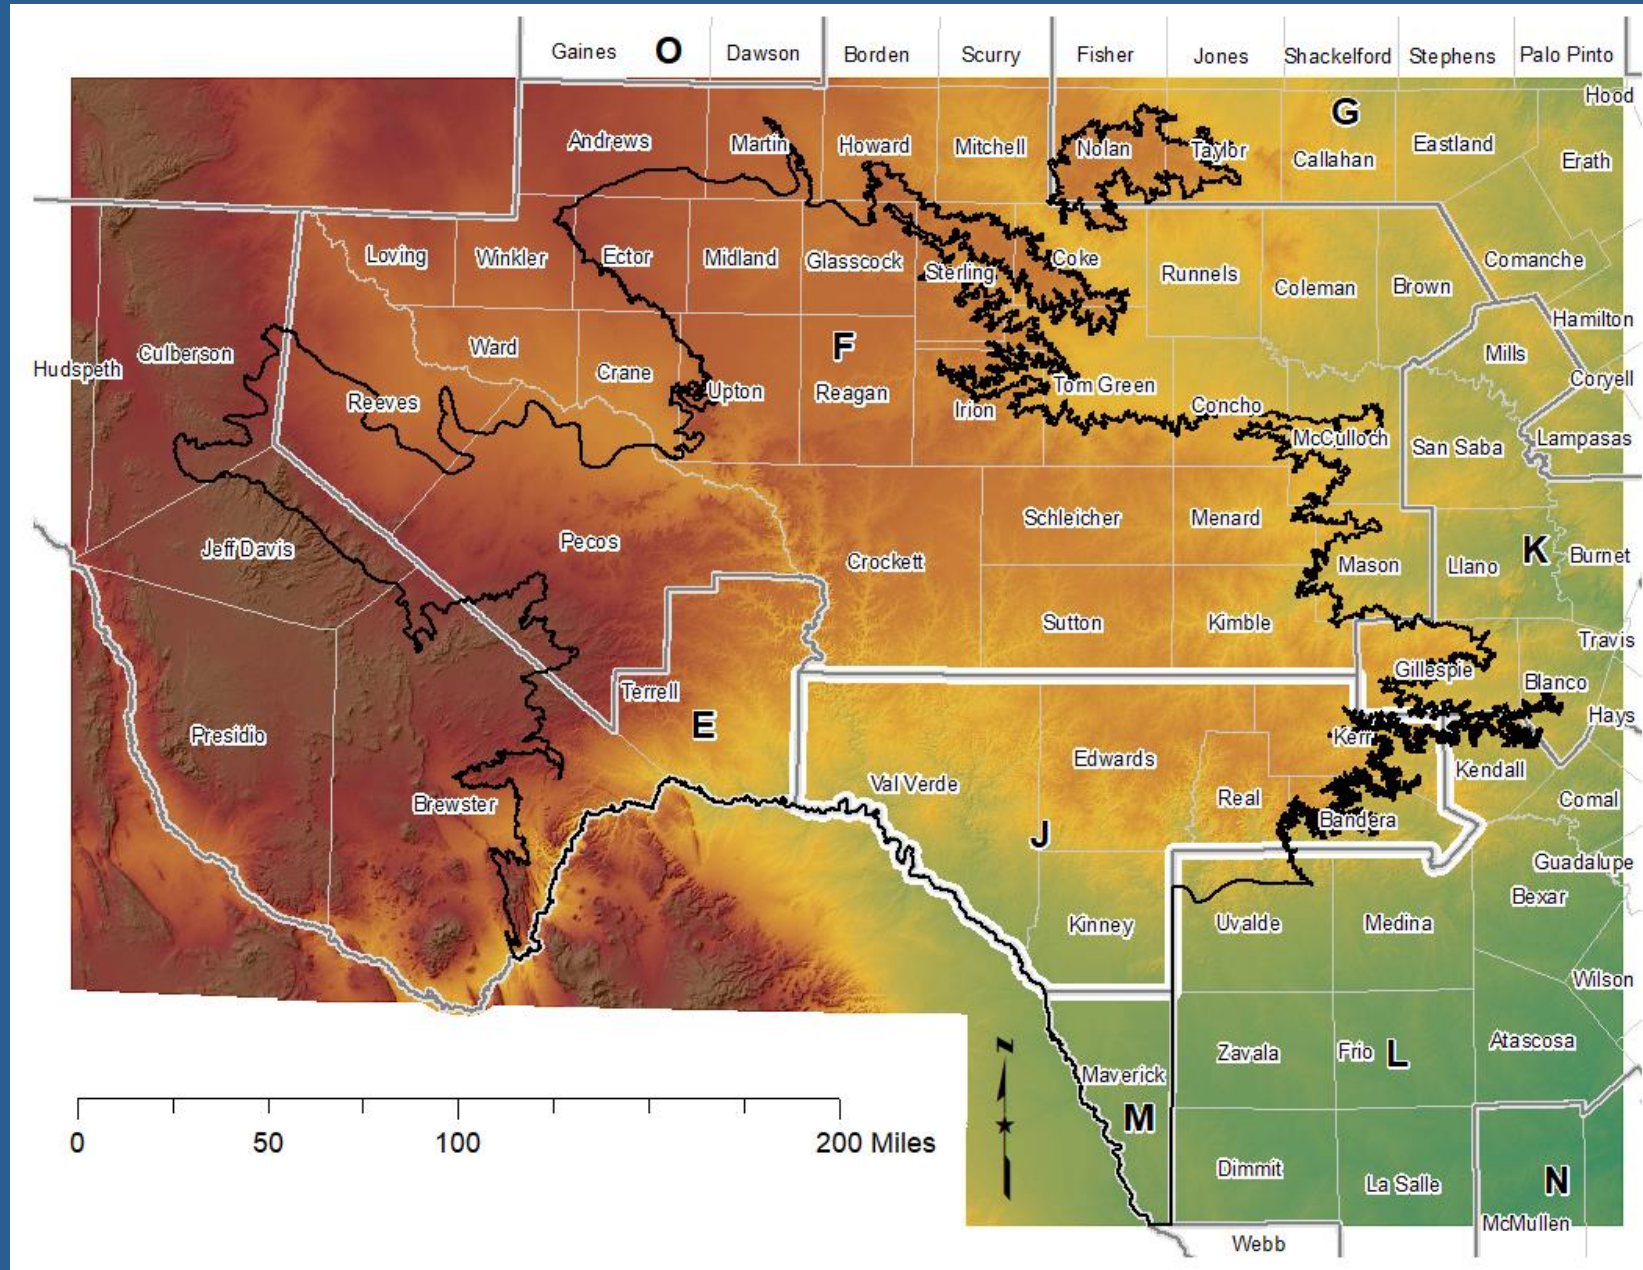 Gaines O Dawson Borden Scurry Fisher Jones Shackelford Stephens Palo Pinto
Hood
G
Andrews Martin Howard Mitchell Nolan Taylor Callahan Eastland Erath
Loving Winkler Ector Midland Glasscock Sterling Coke Runnels Coleman Brown Comanche
Hamilton
Hudspeth Culberson Ward F Mills
Reeves Crane Upton Reagan Irion Tom Green Concho Coryell
McCulloch San Saba Lampasas
Jeff Davis Pecos Crockett Schleicher Menard Mason Llano K Burnet
Sutton Kimble Travis
Terrell Gillespie Blanco
Presidio E Kerr Hays
Brewster Val Verde Edwards Real Kendall Comal
J Bandera
Guadalupe
Kinney Uvalde Medina Bexar
Wilson
N
Maverick Zavala Frio L Atascosa
M
0 50 100 200 Miles
Dimmit La Salle N
McMullen
Webb